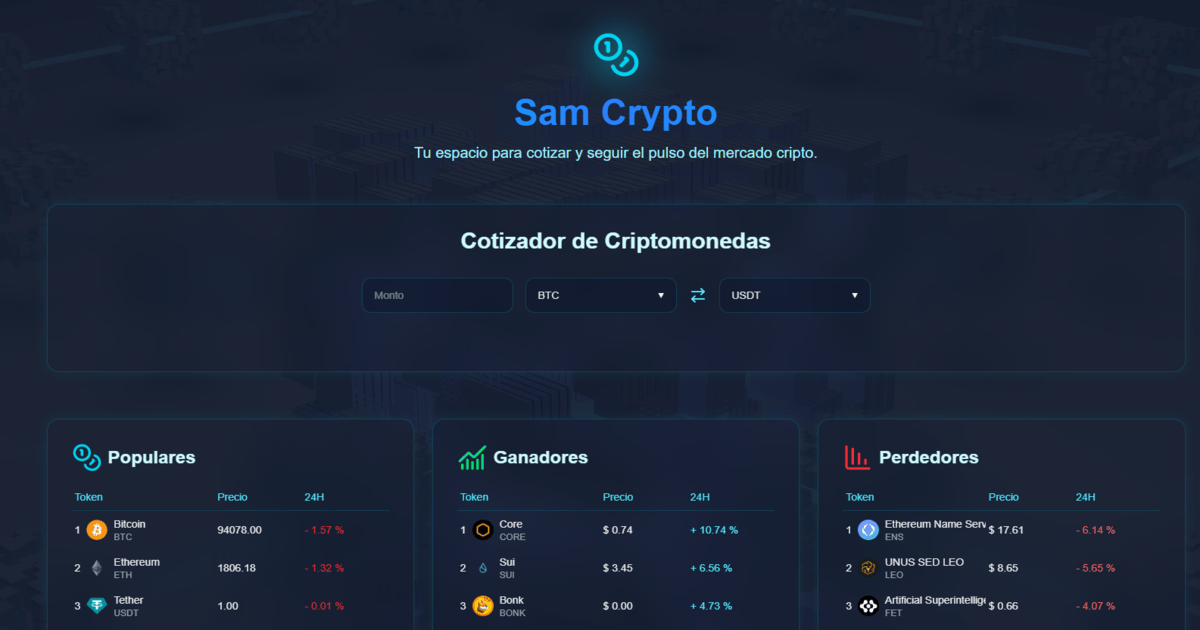 Sam Crypto
Tu espacio para cotizar y seguir el pulso del mercado cripto.
Cotizador de Criptomonedas
Monto BTC USDT
Populares
Token Precio 24H
1 Bitcoin 94078.00 - 1.57 %
BTC
2 Ethereum 1806.18 - 1.32 %
ETH
3 Tether 1.00 - 0.01 %
USDT
Ganadores
Token Precio 24H
1 Core $ 0.74 + 10.74 %
CORE
2 Sui $ 3.45 + 6.56 %
SUI
3 Bonk $ 0.00 + 4.73 %
BONK
Perdedores
Token Precio 24H
1 Ethereum Name Serv $ 17.61 - 6.14 %
ENS
2 UNUS SED LEO $ 8.65 - 5.65 %
LEO
3 Artificial Superintellige $ 0.66 - 4.07 %
FET